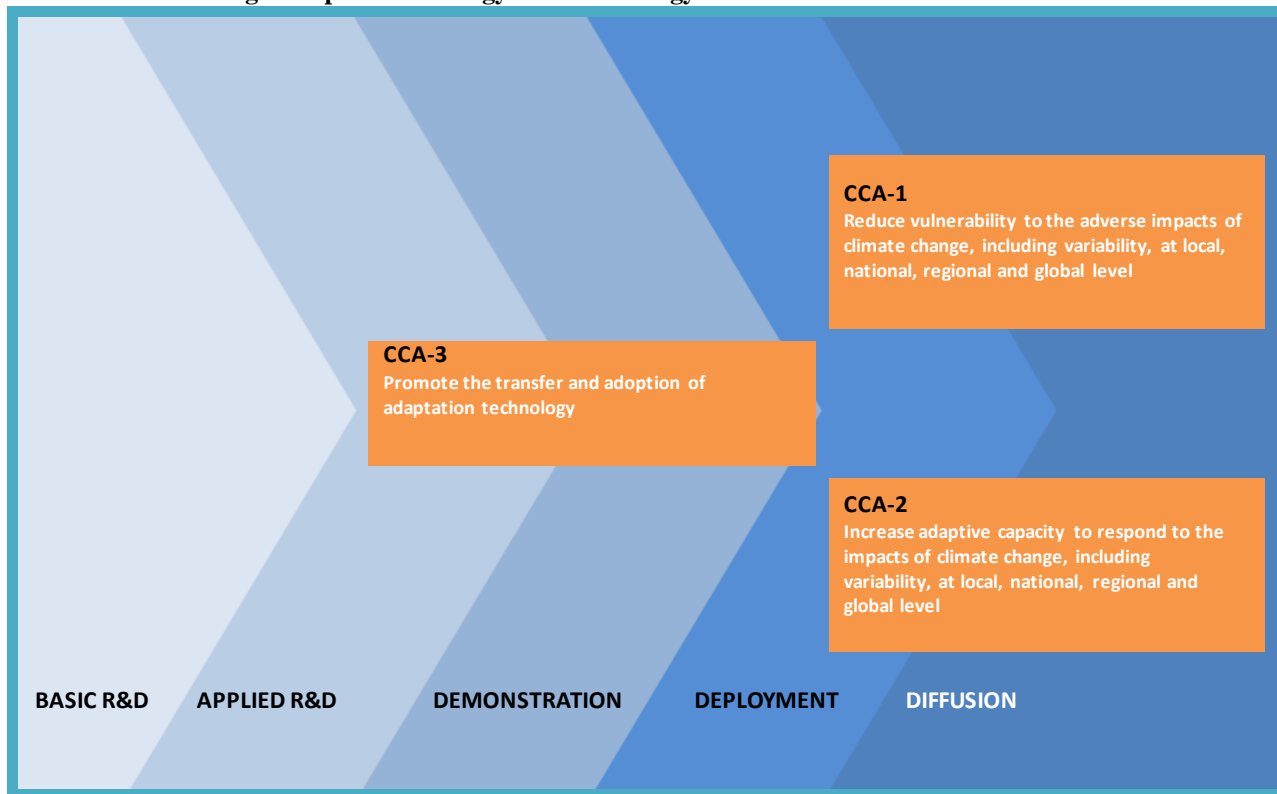 CCA-1
Reduce vulnerability to the adverse impacts of
climate change, including variability, at local,
national, regional and global level
CCA-3
Promote the transfer and adoption of
adaptation technology
CCA-2
Increase adaptive capacity to respond to the
impacts of climate change, including
variability, at local, national, regional and
global level
BASIC R&D APPLIED R&D DEMONSTRATION DEPLOYMENT DIFFUSION